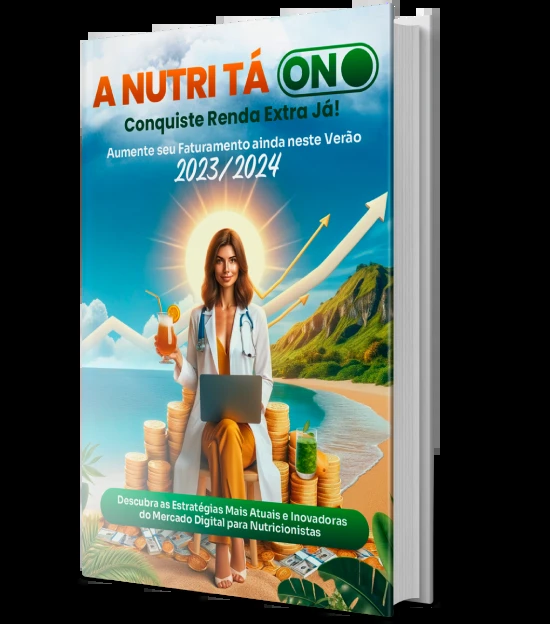 A NUTRI TÁ ON
Conquiste Renda Extra Já!
Aumente seu Faturamento ainda neste Verão
2023/2024
Descubra as Estratégias Mais Atuais e Inovadoras
do Mercado Digital para Nutricionistas